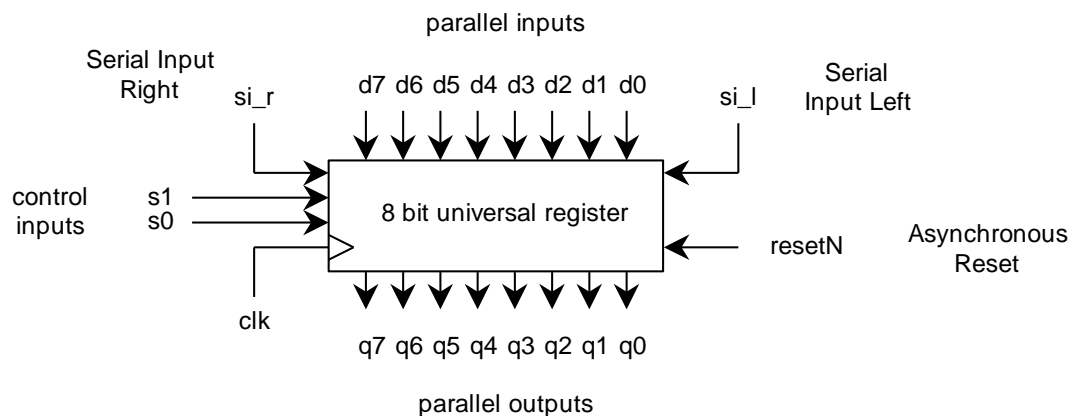 parallel inputs
Serial Input
Right
Serial
Input Left
d7 d6 d5 d4 d3 d2 d1 d0
si_r
si_l
control
inputs
s1
s0
8 bit universal register
resetN
Asynchronous
Reset
clk
q7 q6 q5 q4 q3 q2 q1 q0
parallel outputs